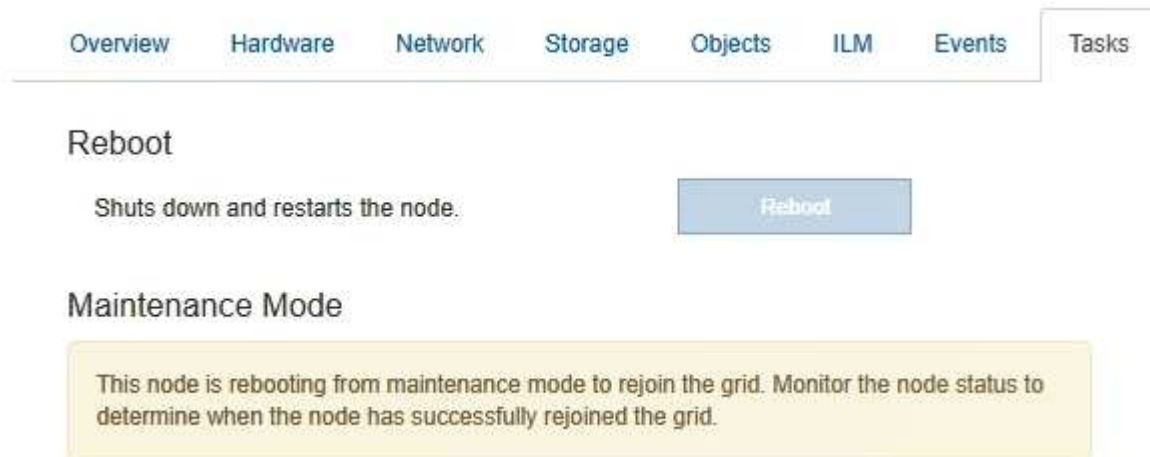 Overview Hardware Network Storage Objects ILM Events Tasks
Reboot
Shuts down and restarts the node. Reboot
Maintenance Mode
This node is rebooting from maintenance mode to rejoin the grid. Monitor the node status to
determine when the node has successfully rejoined the grid.